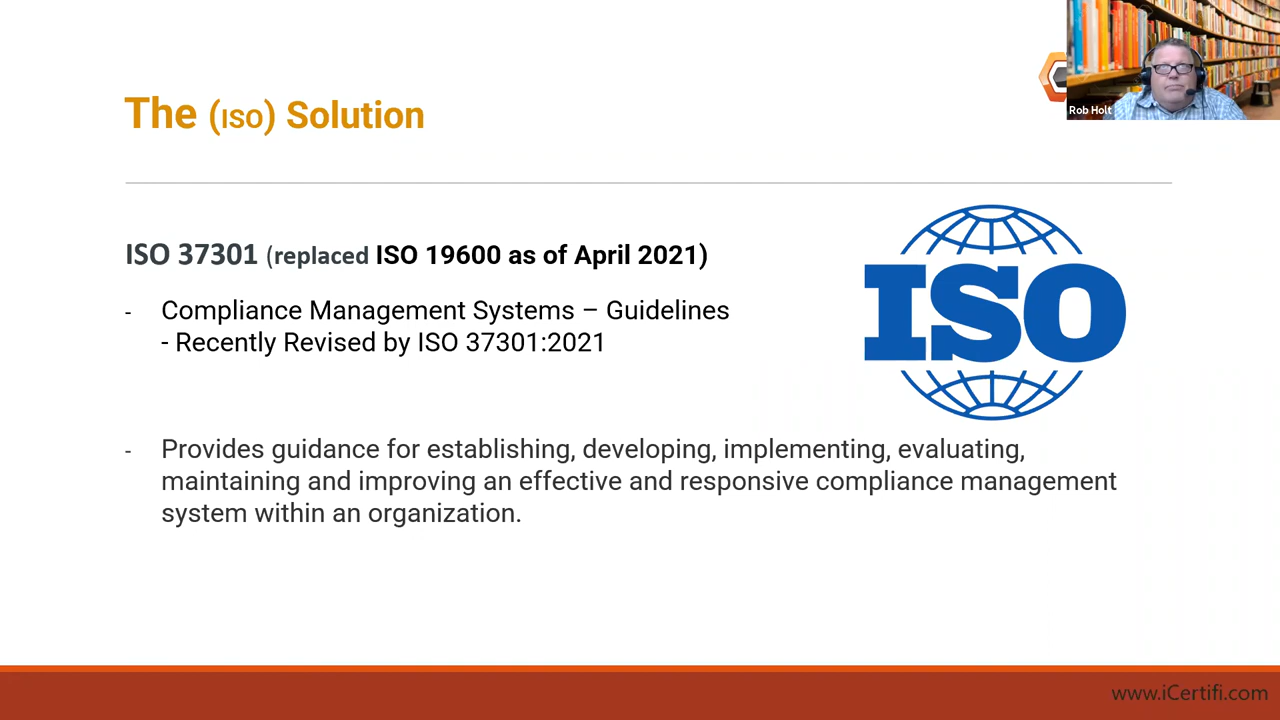 The (ISO) Solution
Rob Holt
ISO 37301 (replaced ISO 19600 as of April 2021)
- Compliance Management Systems – Guidelines
- Recently Revised by ISO 37301:2021
ISO
- Provides guidance for establishing, developing, implementing, evaluating,
maintaining and improving an effective and responsive compliance management
system within an organization.
www.iCertifi.com